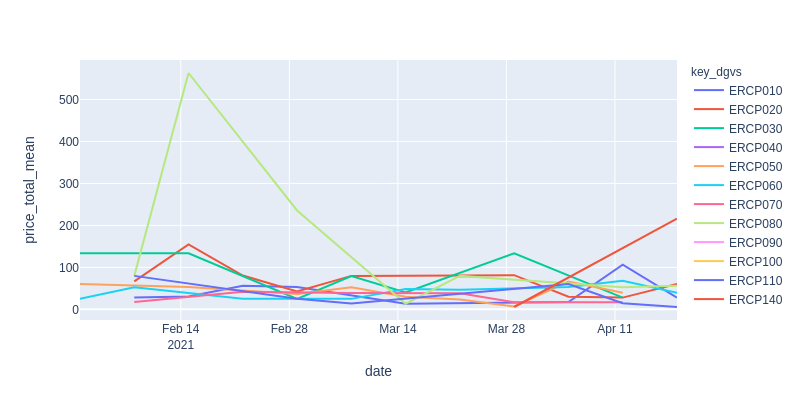 key_dgvs
ERCP010
ERCP020
ERCP030
ERCP040
ERCP050
ERCP060
ERCP070
ERCP080
ERCP090
ERCP100
ERCP110
ERCP140
price_total_mean
500
400
300
200
100
0
Feb 14
2021
Feb 28
Mar 14
Mar 28
Apr 11
date